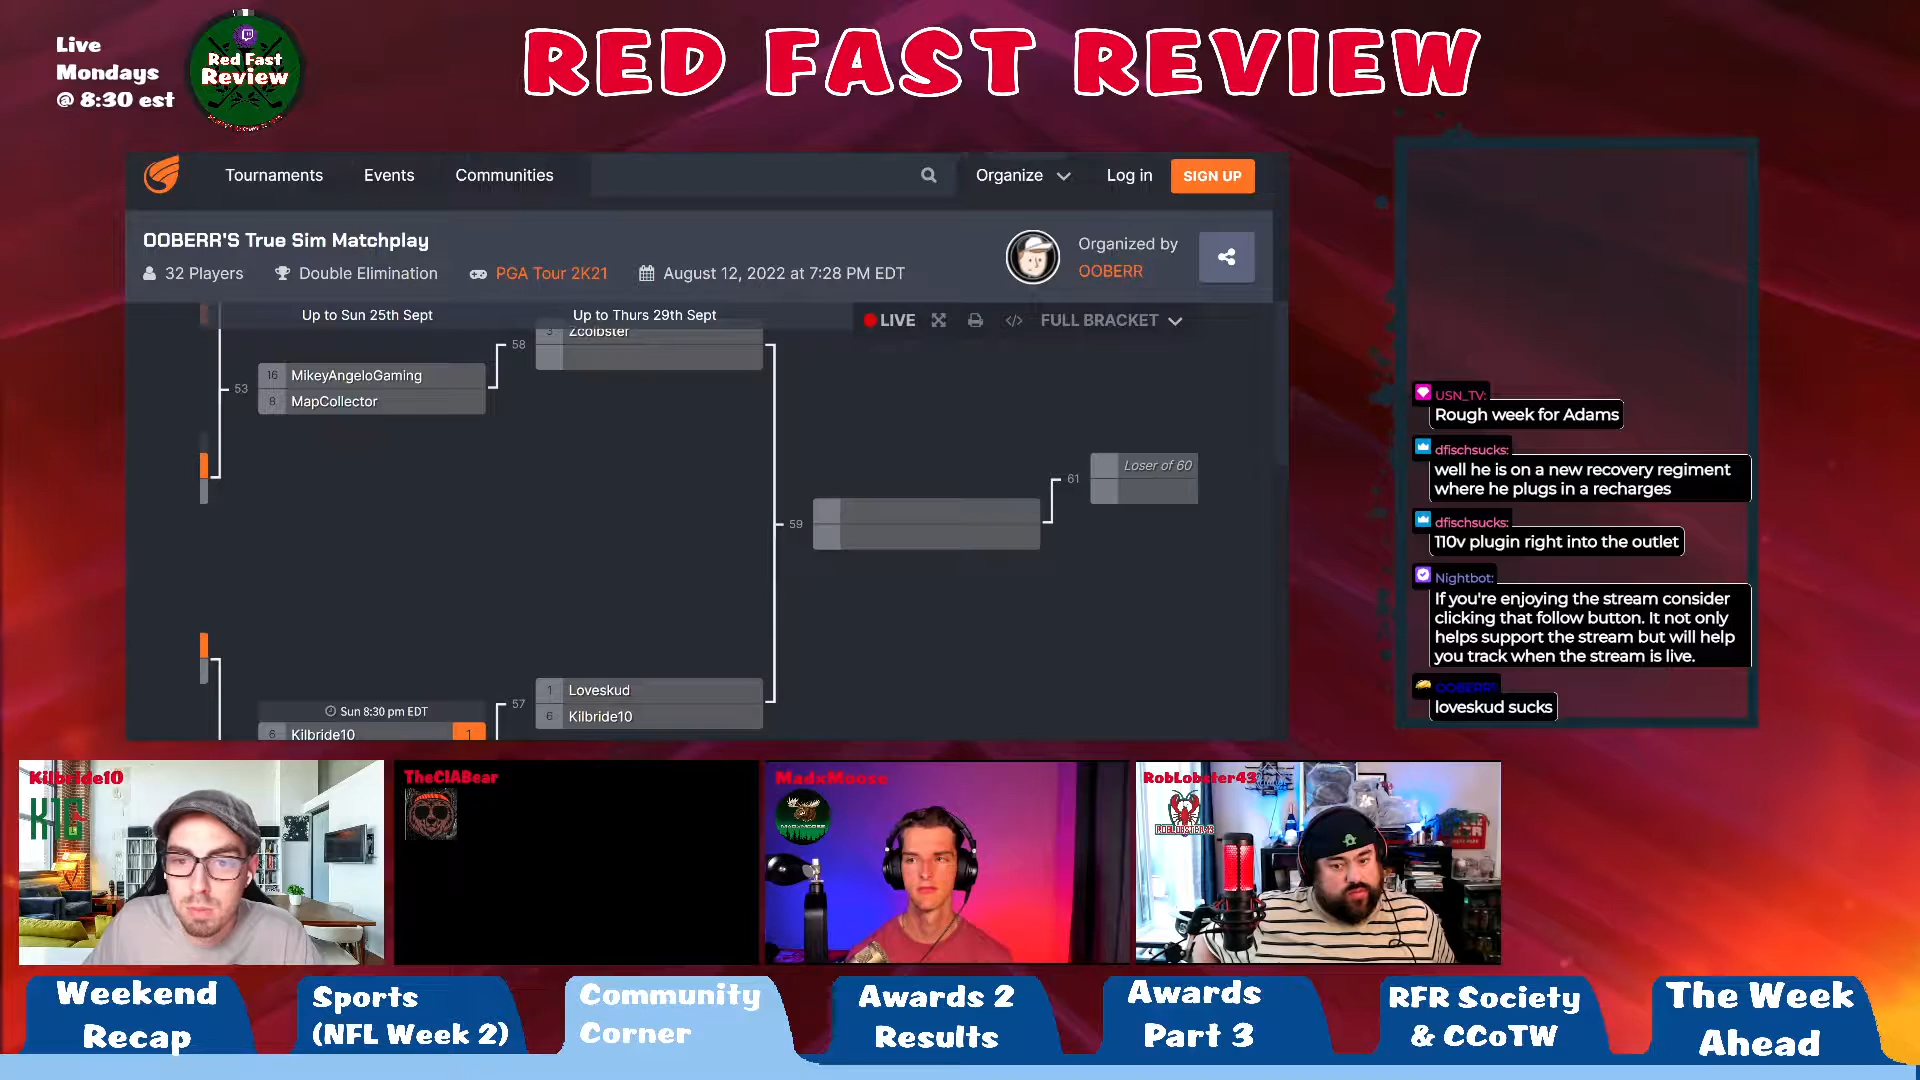 Live
Mondays
@ 8:30 est
Red Fast
Review
RED FAST REVIEW
Tournaments
Events
Communities
Organize
Log in
SIGN UP
OOBERR'S True Sim Matchplay
32 Players
Double Elimination
PGA Tour 2K21
August 12, 2022 at 7:28 PM EDT
Organized by
OOBERR
Up to Sun 25th Sept
Up to Thurs 29th Sept
LIVE
</>
FULL BRACKET
3 Zcolbster
58
16 MikeyAngeloGaming
53
8 MapCollector
Loser of 60
61
59
1 Loveskud
57
6 Kilbride10
Sun 8:30 pm EDT
6 Kilbride10 1
USN_TV:
Rough week for Adams
dfischsucks:
well he is on a new recovery regiment
where he plugs in a recharges
dfischsucks:
110v plugin right into the outlet
Nightbot:
If you're enjoying the stream consider
clicking that follow button. It not only
helps support the stream but will help
you track when the stream is live.
OOBERR:
loveskud sucks
Kilbride10
K10
TheCIABear
MadxMoose
MADXMOOSE
RobLobster43
ROBLOBSTER43
Weekend
Recap
Sports
(NFL Week 2)
Community
Corner
Awards 2
Results
Awards
Part 3
RFR Society
& CCoTW
The Week
Ahead